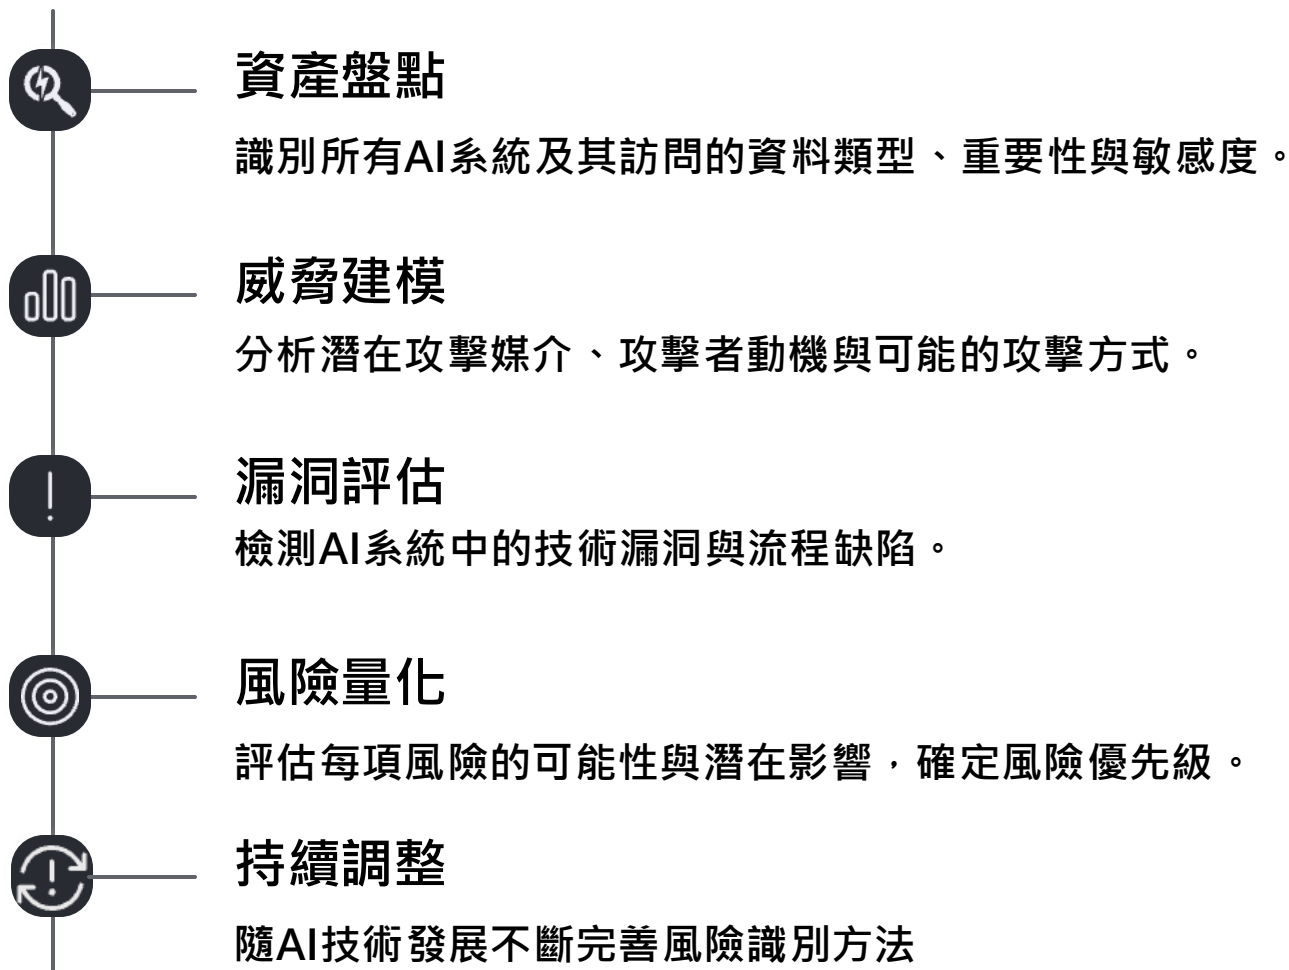 資產盤點
識別所有AI系統及其訪問的資料類型、重要性與敏感度。
威脅建模
分析潛在攻擊媒介、攻擊者動機與可能的攻擊方式。
漏洞評估
檢測AI系統中的技術漏洞與流程缺陷。
風險量化
評估每項風險的可能性與潛在影響，確定風險優先級。
持續調整
隨AI技術發展不斷完善風險識別方法